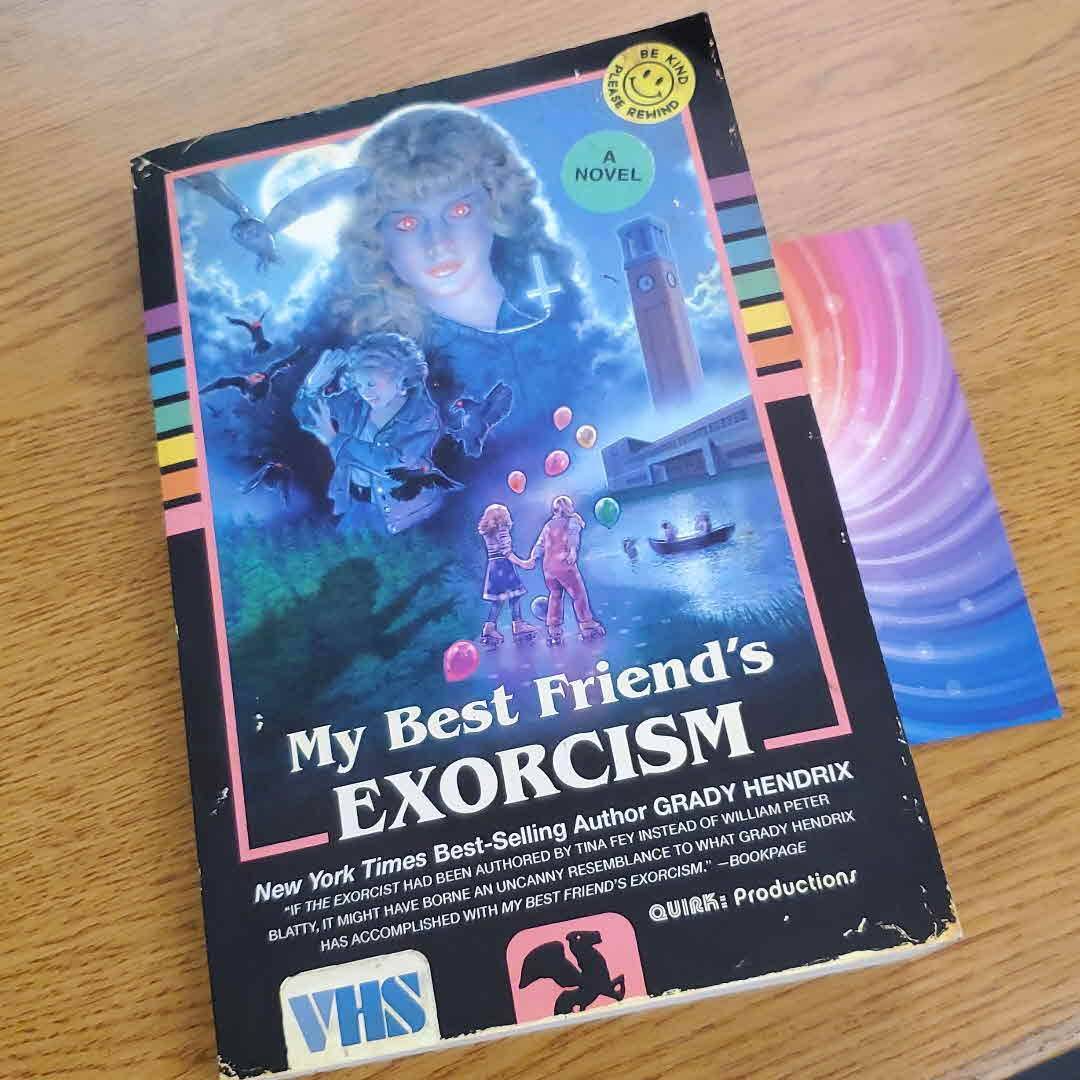 BE KIND
PLEASE REWIND
A
NOVEL
My Best Friend's
EXORCISM
New York Times Best-Selling Author GRADY HENDRIX
"IF THE EXORCIST HAD BEEN AUTHORED BY TINA FEY INSTEAD OF WILLIAM PETER
BLATTY, IT MIGHT HAVE BORNE AN UNCANNY RESEMBLANCE TO WHAT GRADY HENDRIX
HAS ACCOMPLISHED WITH MY BEST FRIEND'S EXORCISM." —BOOKPAGE
QUIRK: Productions
VHS